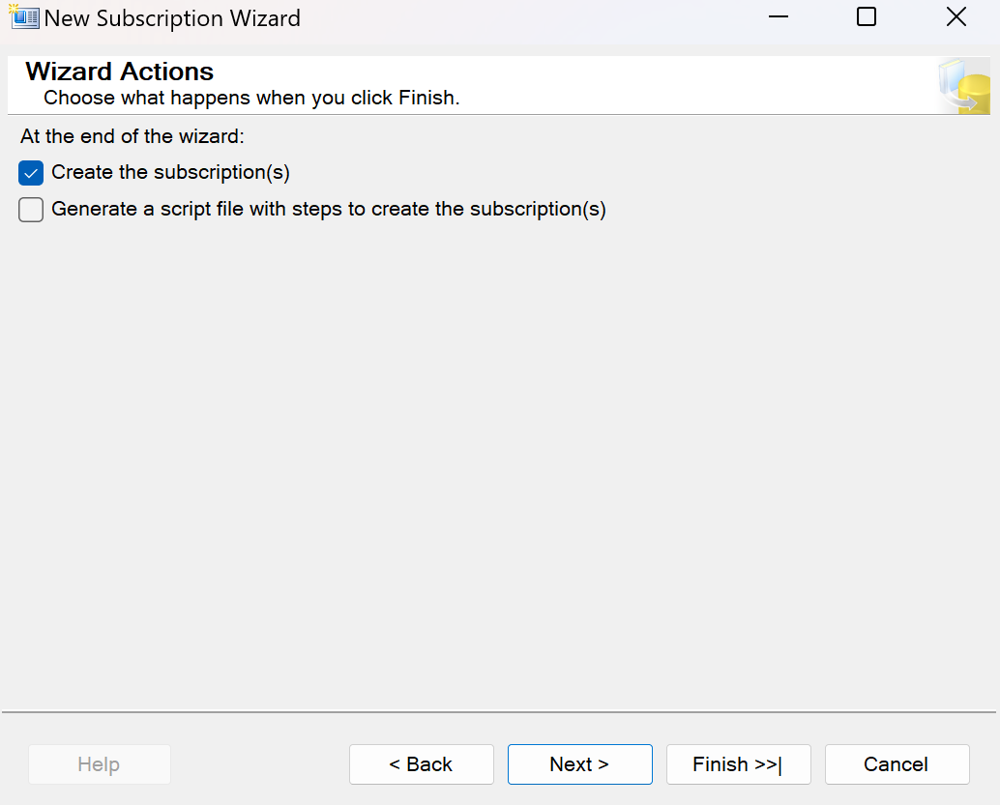 New Subscription Wizard
Wizard Actions
Choose what happens when you click Finish.
At the end of the wizard:
Create the subscription(s)
Generate a script file with steps to create the subscription(s)
Help
< Back
Next >
Finish >>|
Cancel